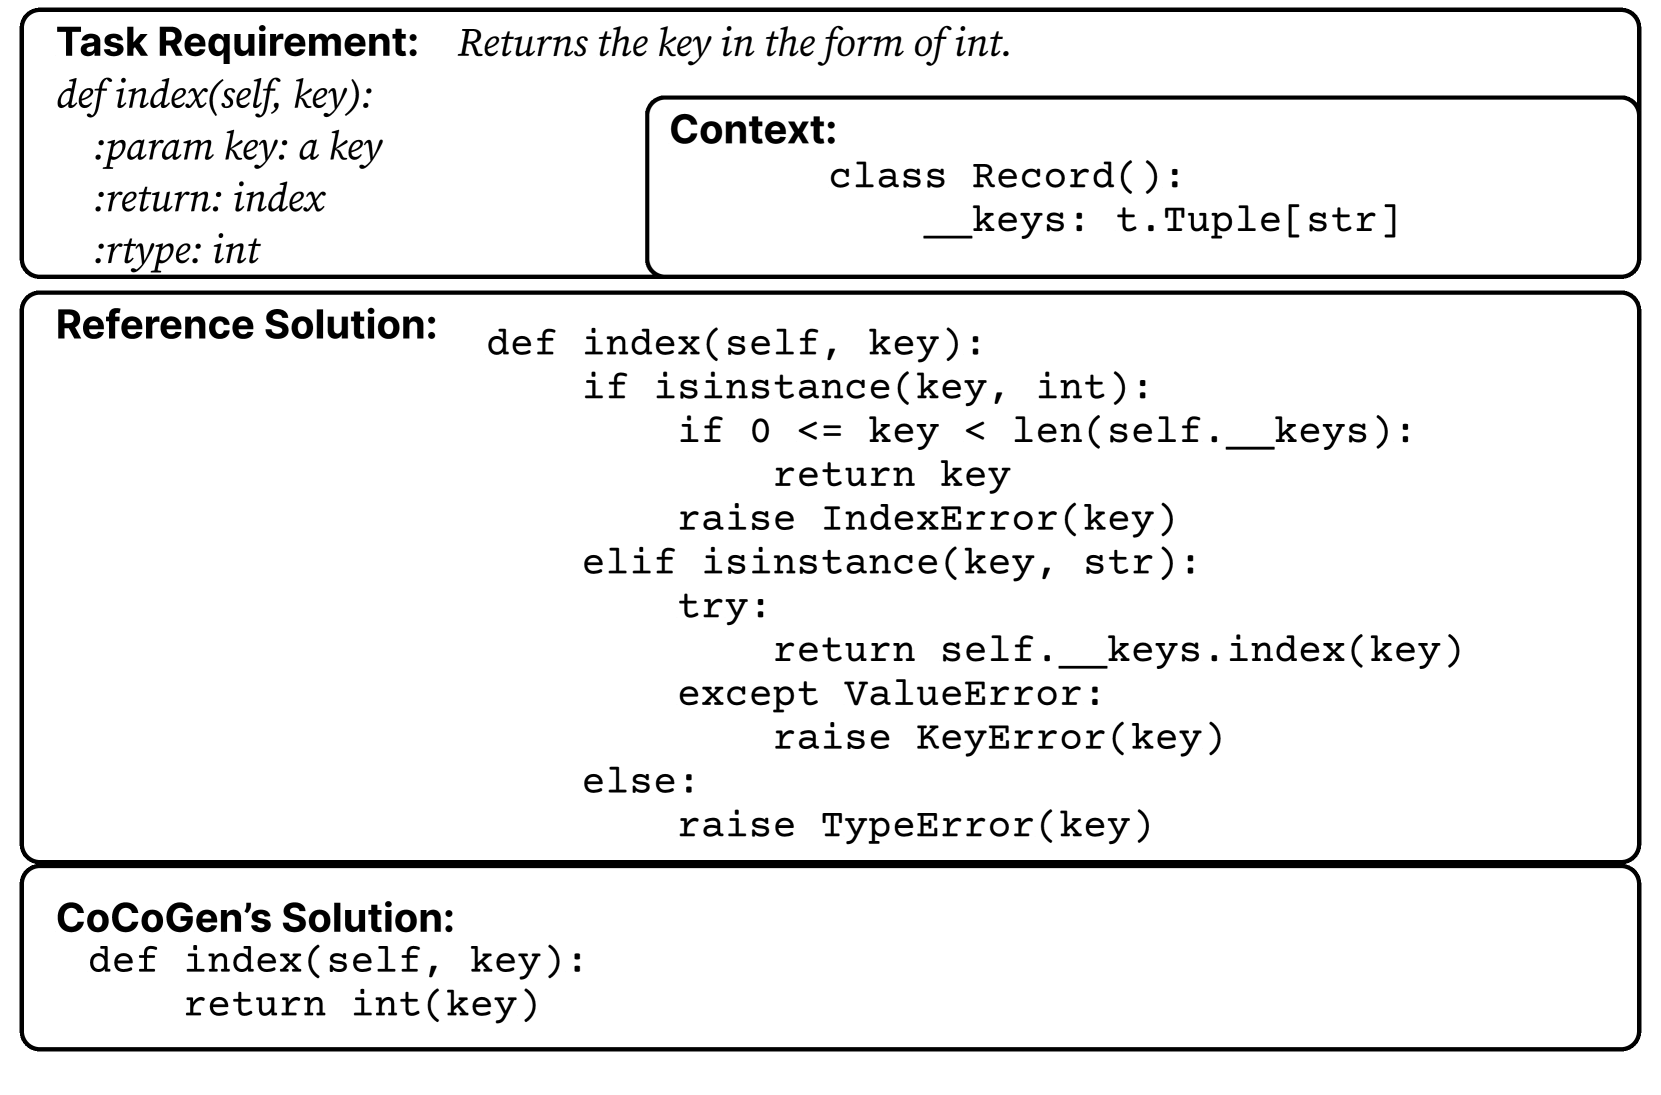 Task Requirement: Returns the key in the form of int.
def index(self, key):
:param key: a key
:return: index
:rtype: int
Context:
class Record():
__keys: t.Tuple[str]
Reference Solution:
def index(self, key):
if isinstance(key, int):
if 0 <= key < len(self.__keys):
return key
raise IndexError(key)
elif isinstance(key, str):
try:
return self.__keys.index(key)
except ValueError:
raise KeyError(key)
else:
raise TypeError(key)
CoCoGen’s Solution:
def index(self, key):
return int(key)